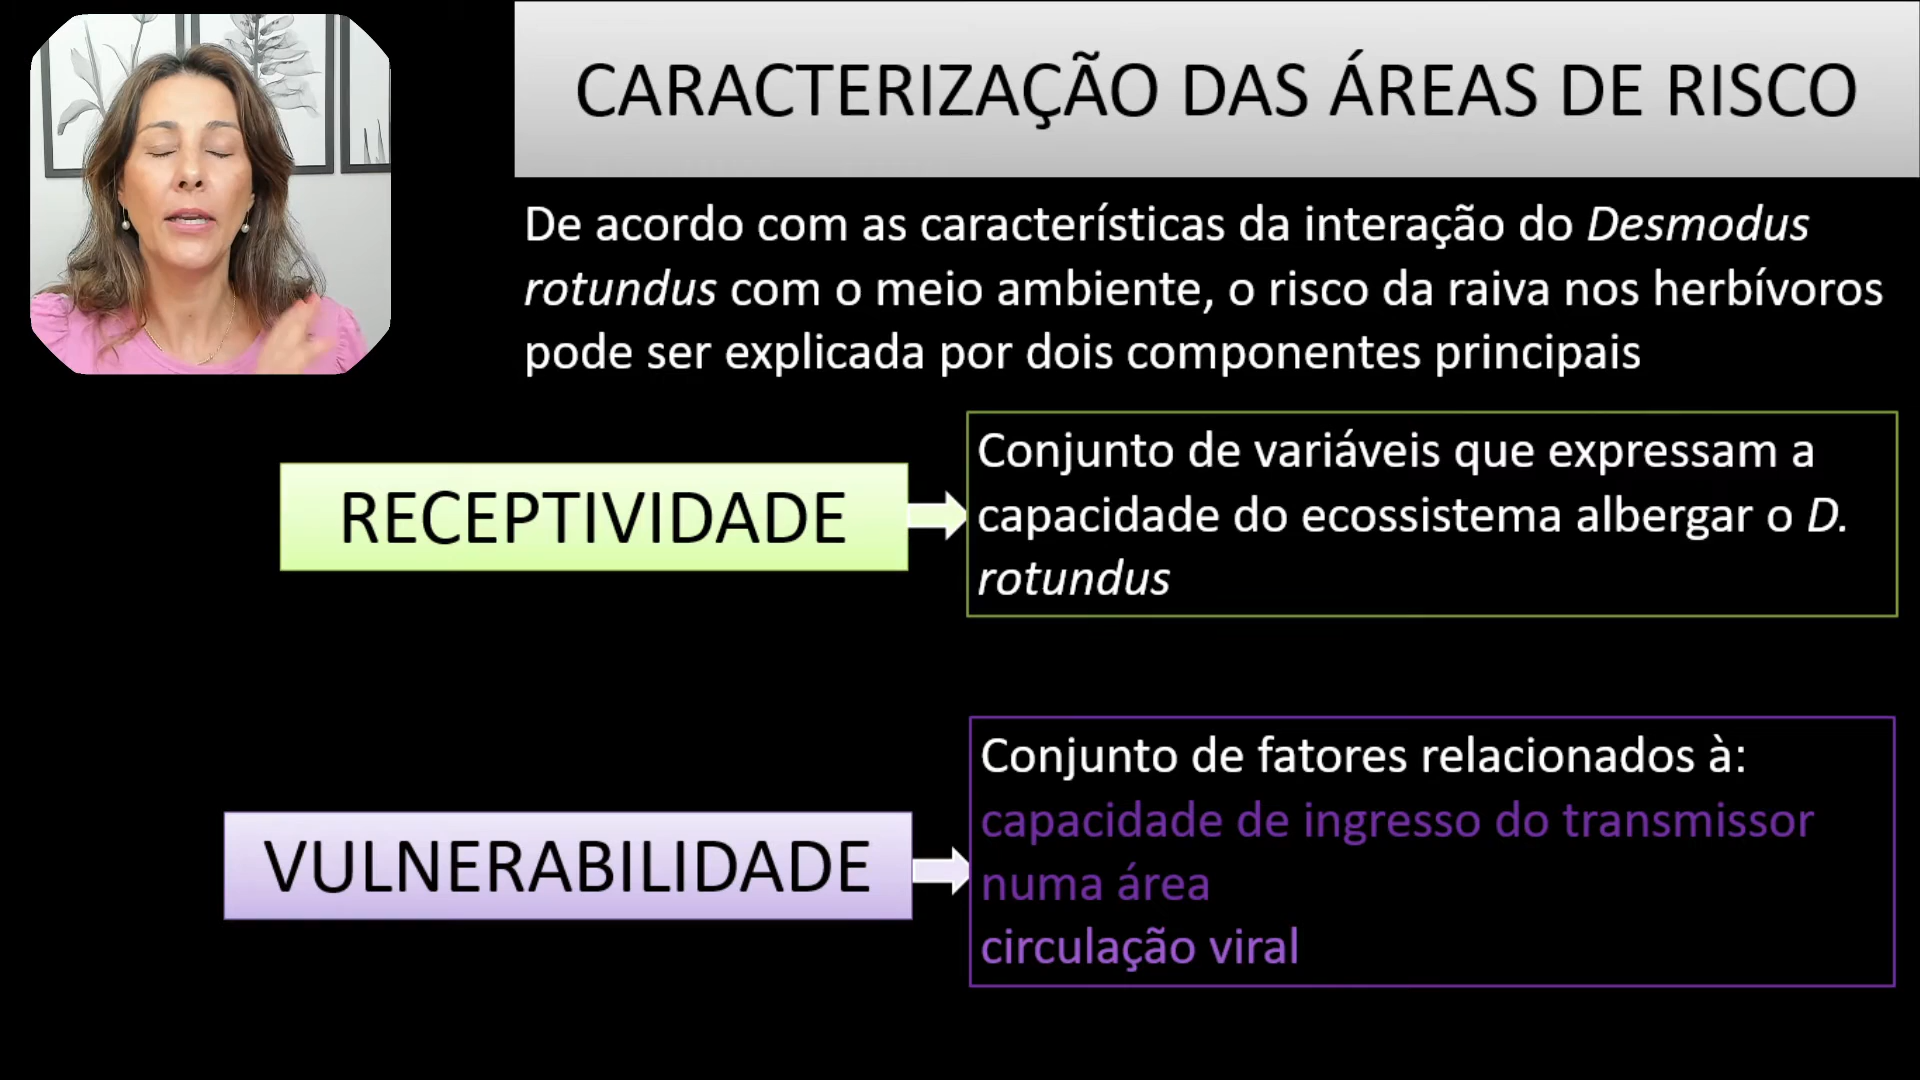 CARACTERIZAÇÃO DAS ÁREAS DE RISCO
De acordo com as características da interação do Desmodus
rotundus com o meio ambiente, o risco da raiva nos herbívoros
pode ser explicada por dois componentes principais
RECEPTIVIDADE
Conjunto de variáveis que expressam a
capacidade do ecossistema albergar o D.
rotundus
VULNERABILIDADE
Conjunto de fatores relacionados à:
capacidade de ingresso do transmissor
numa área
circulação viral